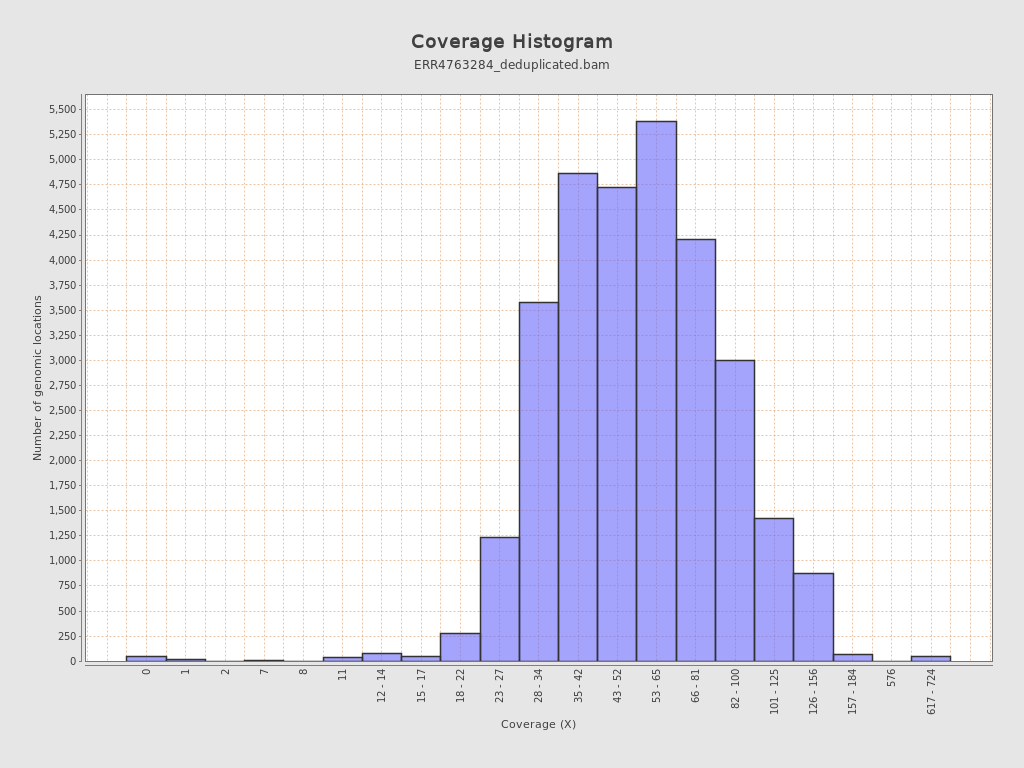 Coverage Histogram
ERR4763284_deduplicated.bam
Number of genomic locations
5,500
5,250
5,000
4,750
4,500
4,250
4,000
3,750
3,500
3,250
3,000
2,750
2,500
2,250
2,000
1,750
1,500
1,250
1,000
750
500
250
0
0
1
2
7
8
11
12 - 14
15 - 17
18 - 22
23 - 27
28 - 34
35 - 42
43 - 52
53 - 65
66 - 81
82 - 100
101 - 125
126 - 156
157 - 184
576
617 - 724
Coverage (X)